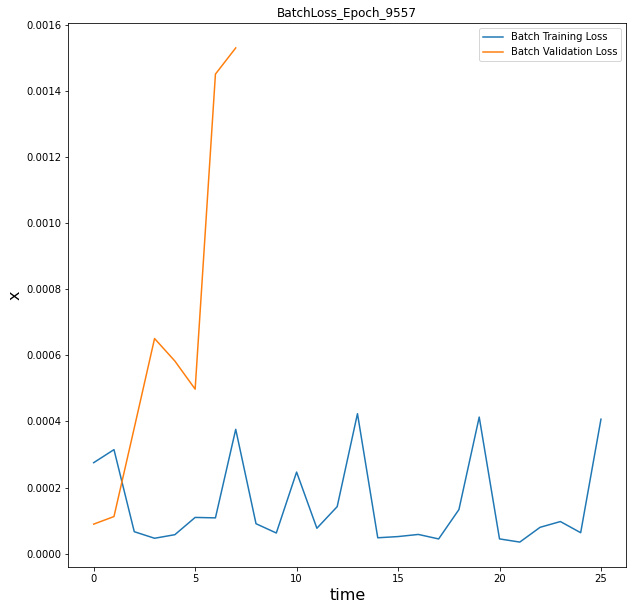 BatchLoss_Epoch_9557
Batch Training Loss
Batch Validation Loss
0.0016
0.0014
0.0012
0.0010
0.0008
0.0006
0.0004
0.0002
0.0000
x
0 5 10 15 20 25
time